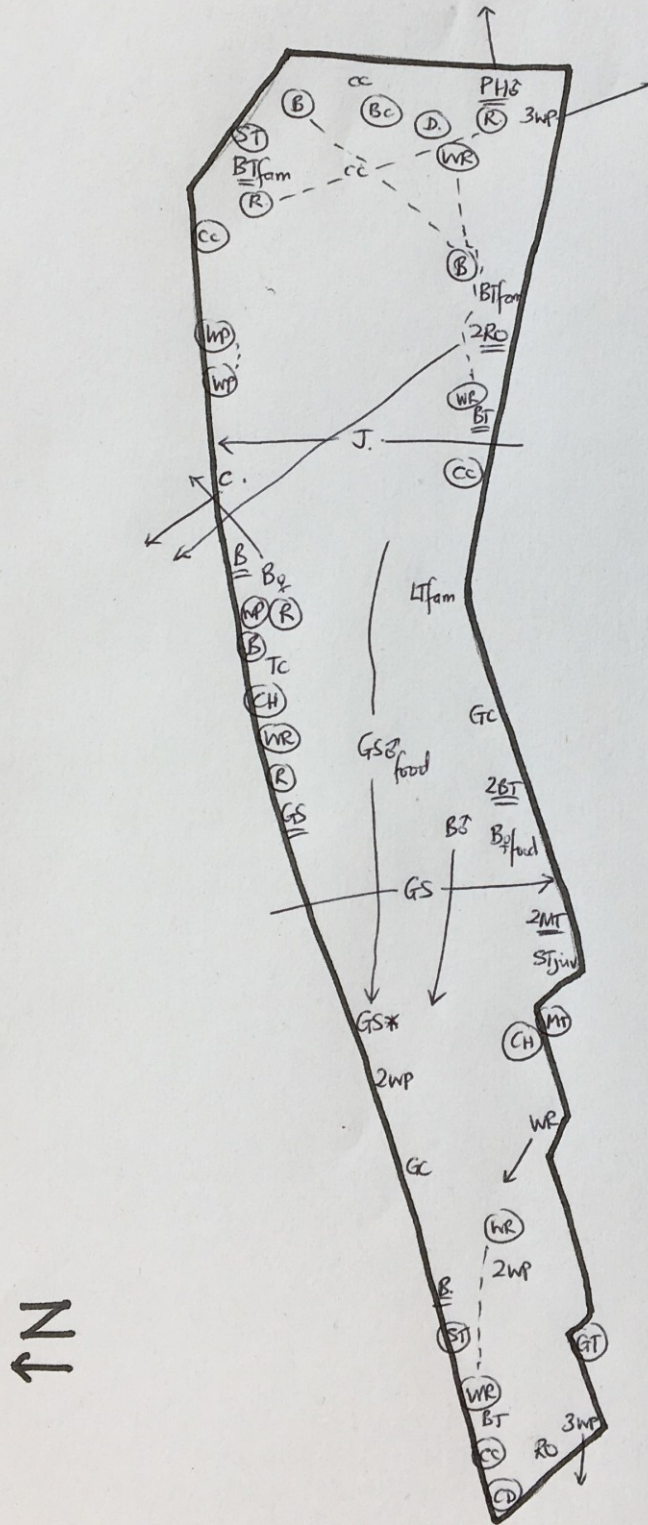 CC
PH♂
B
BC
D.
R.
3WP
ST
WR
BTfam
CC
R
CC
B
BTfam
WP
2RO
WP
WR
BT
J.
CC
C.
B
B♀
LTfam
WP
R
B
TC
CH
GC
WR
GS♂food
R
2BT
GS
B♂
B♀food
GS
2MT
STjuv
GS*
MT
CH
2WP
WR
GC
WR
2WP
B.
ST
GT
WR
BT
3WP
CC
RO
CD
↑N